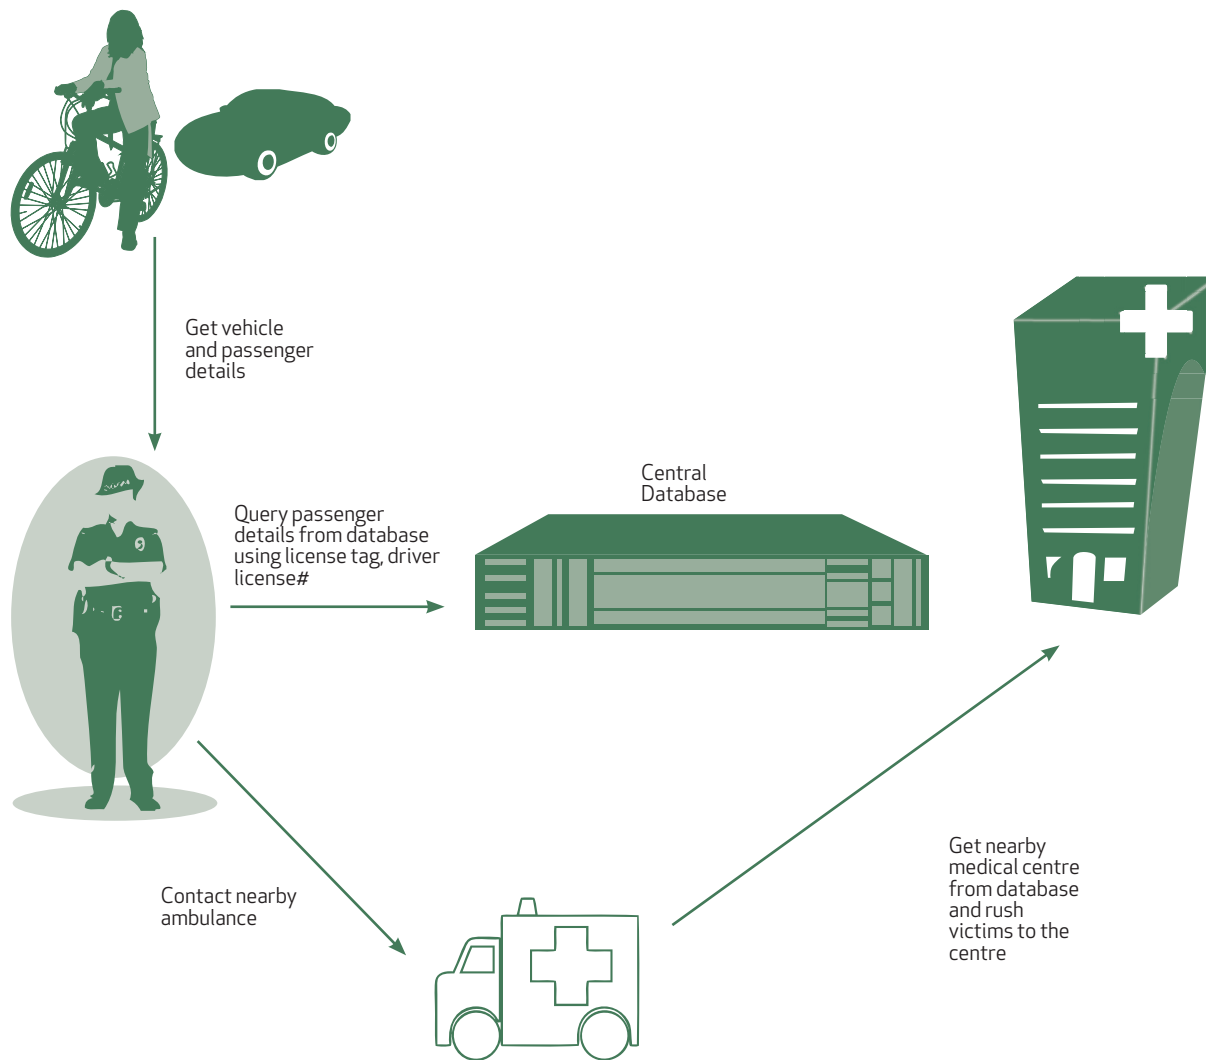 Get vehicle
and passenger
details
Central
Database
Query passenger
details from database
using license tag, driver
license#
Contact nearby
ambulance
Get nearby
medical centre
from database
and rush
victims to the
centre